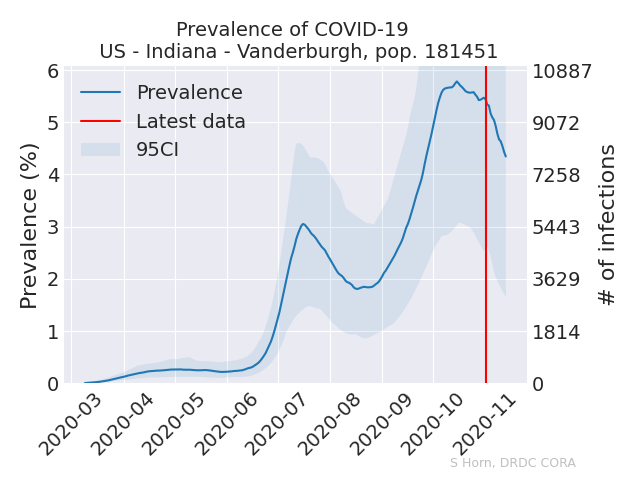 Prevalence of COVID-19
US - Indiana - Vanderburgh, pop. 181451
Prevalence (%)
6
5
4
3
2
1
0
Prevalence
Latest data
95CI
10887
9072
7258
5443
3629
1814
0
# of infections
2020-03
2020-04
2020-05
2020-06
2020-07
2020-08
2020-09
2020-10
2020-11
S Horn, DRDC CORA